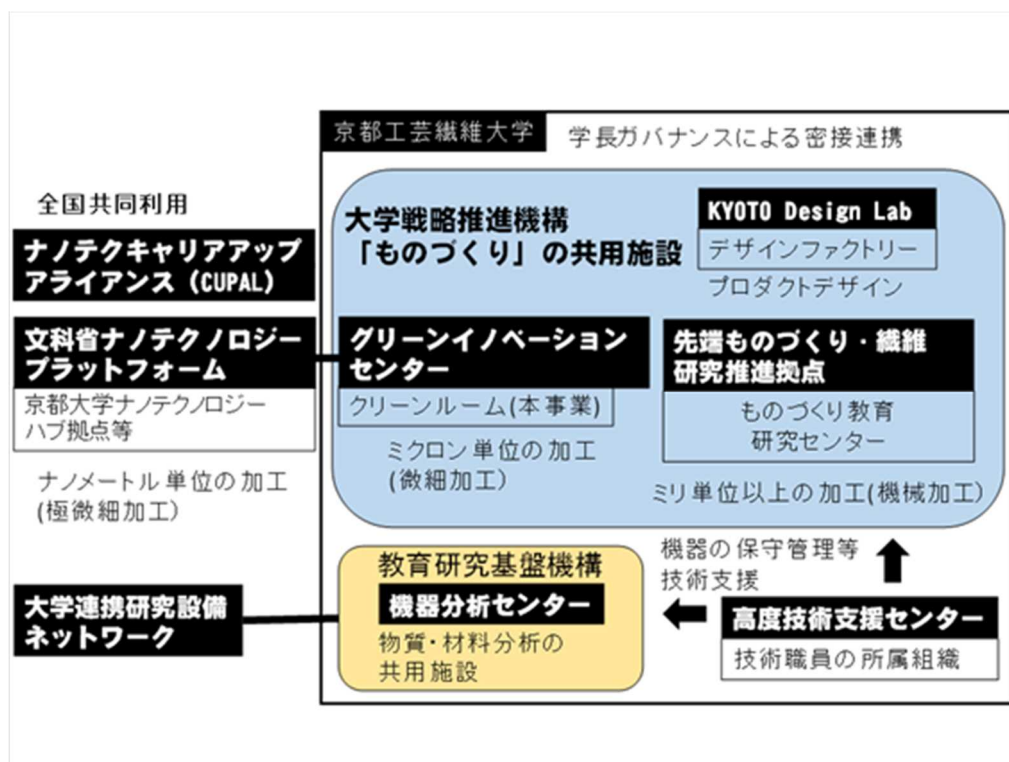 京都工芸繊維大学
学長ガバナンスによる密接連携
全国共同利用
ナノテクキャリアアップ
アライアンス（CUPAL）
文科省ナノテクノロジー
プラットフォーム
京都大学ナノテクノロジー
ハブ拠点等
ナノメートル単位の加工
(極微細加工)
大学連携研究設備
ネットワーク
大学戦略推進機構
「ものづくり」の共用施設
KYOTO Design Lab
デザインファクトリー
プロダクトデザイン
グリーンイノベーション
センター
クリーンルーム(本事業)
ミクロン単位の加工
(微細加工)
先端ものづくり・繊維
研究推進拠点
ものづくり教育
研究センター
ミリ単位以上の加工(機械加工)
教育研究基盤機構
機器分析センター
物質・材料分析の
共用施設
機器の保守管理等
技術支援
高度技術支援センター
技術職員の所属組織